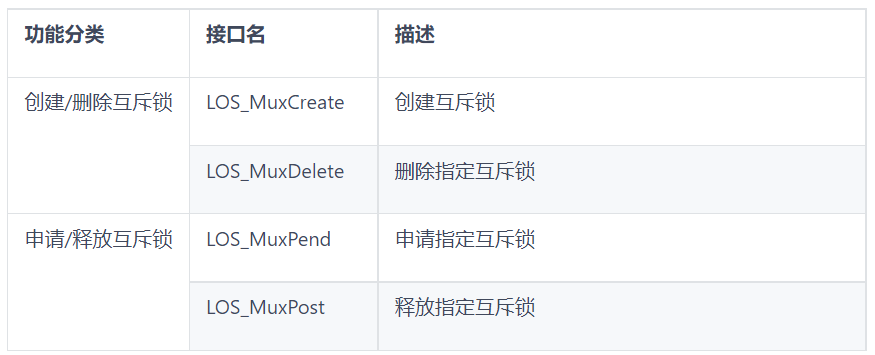 功能分类 接口名 描述
创建/删除互斥锁 LOS_MuxCreate 创建互斥锁
LOS_MuxDelete 删除指定互斥锁
申请/释放互斥锁 LOS_MuxPend 申请指定互斥锁
LOS_MuxPost 释放指定互斥锁